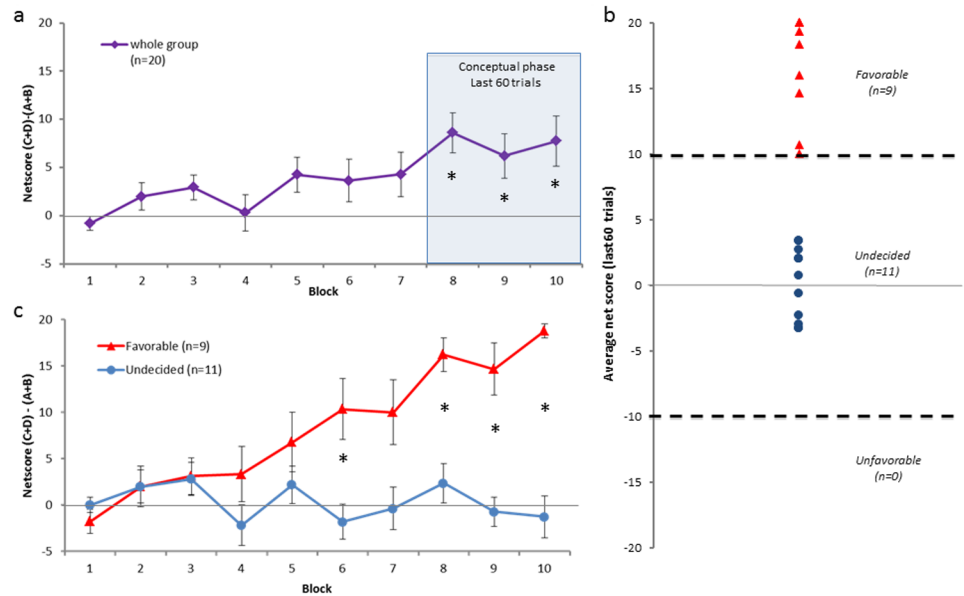 a
Netscore (C+D)-(A+B)
20
15
10
5
0
-5
whole group
(n=20)
Conceptual phase
Last 60 trials
*
*
*
1 2 3 4 5 6 7 8 9 10
Block
c
Netscore (C+D) - (A+B)
20
15
10
5
0
-5
Favorable (n=9)
Undecided (n=11)
*
*
*
*
1 2 3 4 5 6 7 8 9 10
Block
b
Average net score (last60 trials)
20
15
10
5
0
-5
-10
-15
-20
Favorable
(n=9)
Undecided
(n=11)
Unfavorable
(n=0)